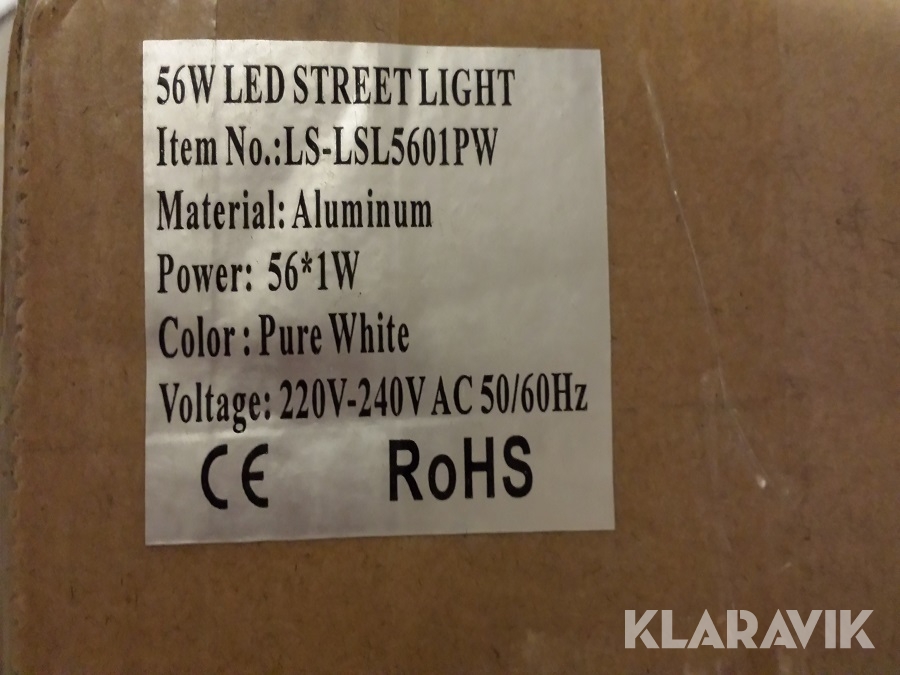 56W LED STREET LIGHT
Item No.:LS-LSL5601PW
Material: Aluminum
Power: 56*1W
Color : Pure White
Voltage: 220V-240V AC 50/60Hz
CE RoHS
KLARAVIK